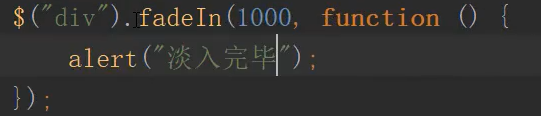 $("div").fadeIn(1000, function () {
alert("淡入完毕");
});